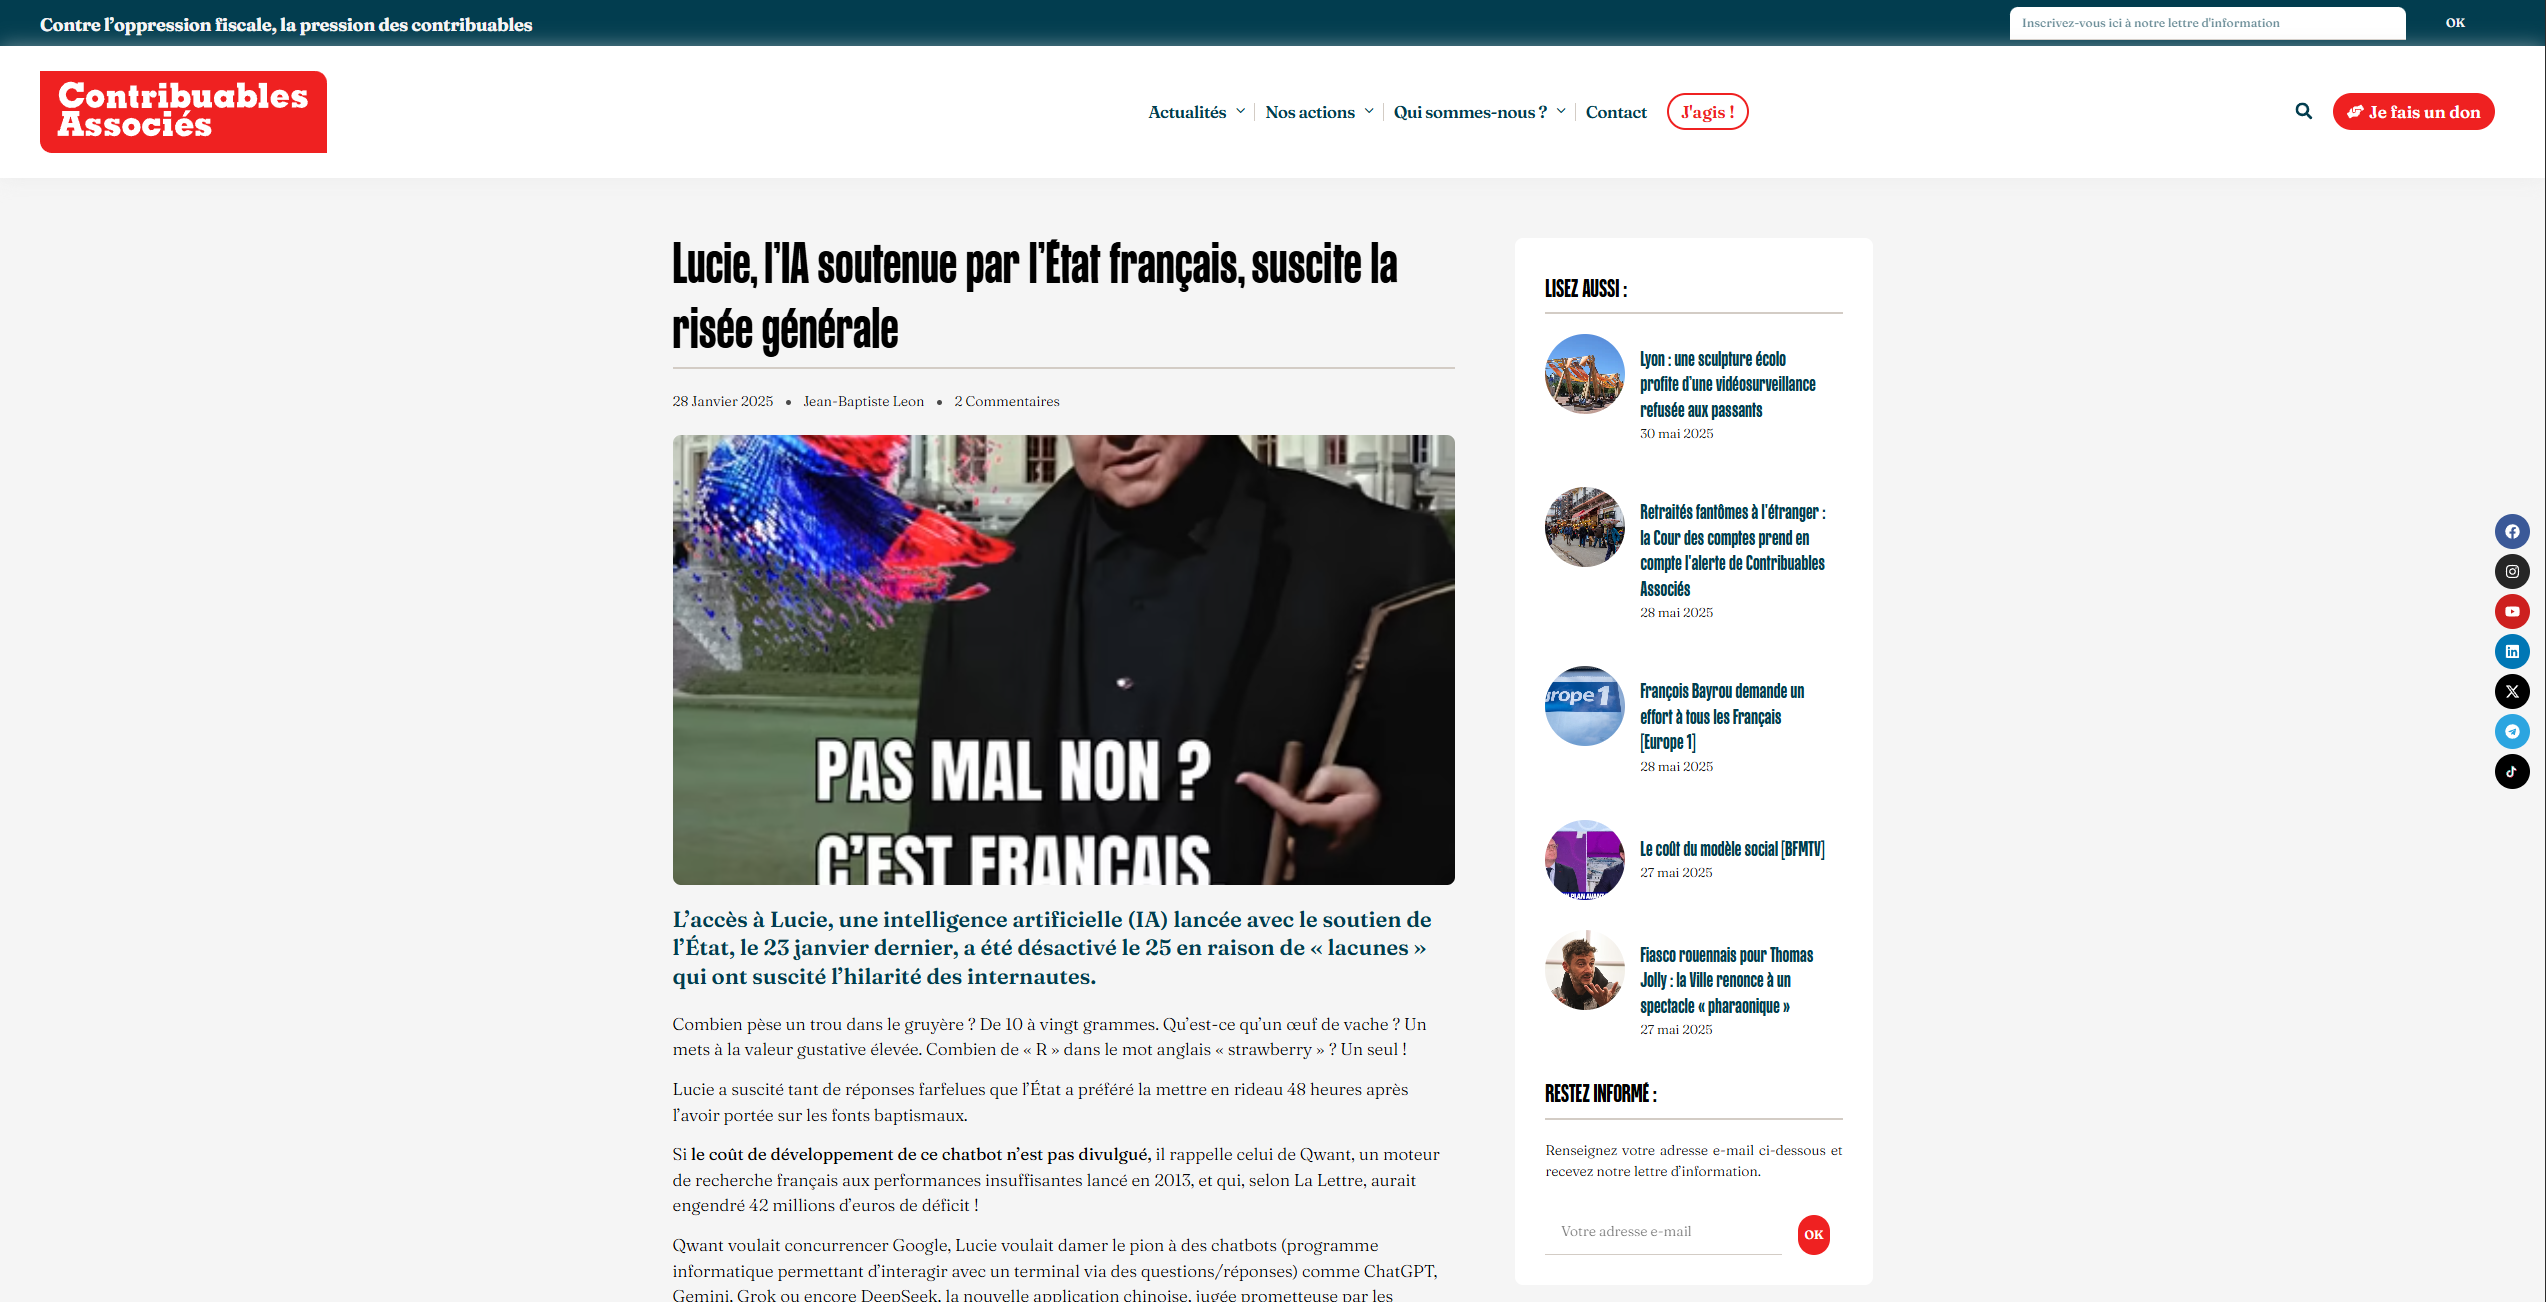 Contre l’oppression fiscale, la pression des contribuables
Inscrivez-vous ici à notre lettre d'information
OK
Contribuables
Associés
Actualités
Nos actions
Qui sommes-nous ?
Contact
J'agis !
Je fais un don
Lucie, l’IA soutenue par l’État français, suscite la
risée générale
28 Janvier 2025
Jean-Baptiste Leon
2 Commentaires
PAS MAL NON ?
C'EST FRANÇAIS
L’accès à Lucie, une intelligence artificielle (IA) lancée avec le soutien de
l’État, le 23 janvier dernier, a été désactivé le 25 en raison de « lacunes »
qui ont suscité l’hilarité des internautes.
Combien pèse un trou dans le gruyère ? De 10 à vingt grammes. Qu’est-ce qu’un œuf de vache ? Un
mets à la valeur gustative élevée. Combien de « R » dans le mot anglais « strawberry » ? Un seul !
Lucie a suscité tant de réponses farfelues que l’État a préféré la mettre en rideau 48 heures après
l’avoir portée sur les fonts baptismaux.
Si le coût de développement de ce chatbot n’est pas divulgué, il rappelle celui de Qwant, un moteur
de recherche français aux performances insuffisantes lancé en 2013, et qui, selon La Lettre, aurait
engendré 42 millions d’euros de déficit !
Qwant voulait concurrencer Google, Lucie voulait damer le pion à des chatbots (programme
informatique permettant d’interagir avec un terminal via des questions/réponses) comme ChatGPT,
Gemini, Grok ou encore DeepSeek, la nouvelle application chinoise, jugée prometteuse par les
LISEZ AUSSI :
Lyon : une sculpture écolo
profite d’une vidéosurveillance
refusée aux passants
30 mai 2025
Retraités fantômes à l’étranger :
la Cour des comptes prend en
compte l’alerte de Contribuables
Associés
28 mai 2025
urope 1
François Bayrou demande un
effort à tous les Français
[Europe 1]
28 mai 2025
Le coût du modèle social [BFMTV]
27 mai 2025
Fiasco rouennais pour Thomas
Jolly : la Ville renonce à un
spectacle « pharaonique »
27 mai 2025
RESTEZ INFORMÉ :
Renseignez votre adresse e-mail ci-dessous et
recevez notre lettre d’information.
Votre adresse e-mail
OK